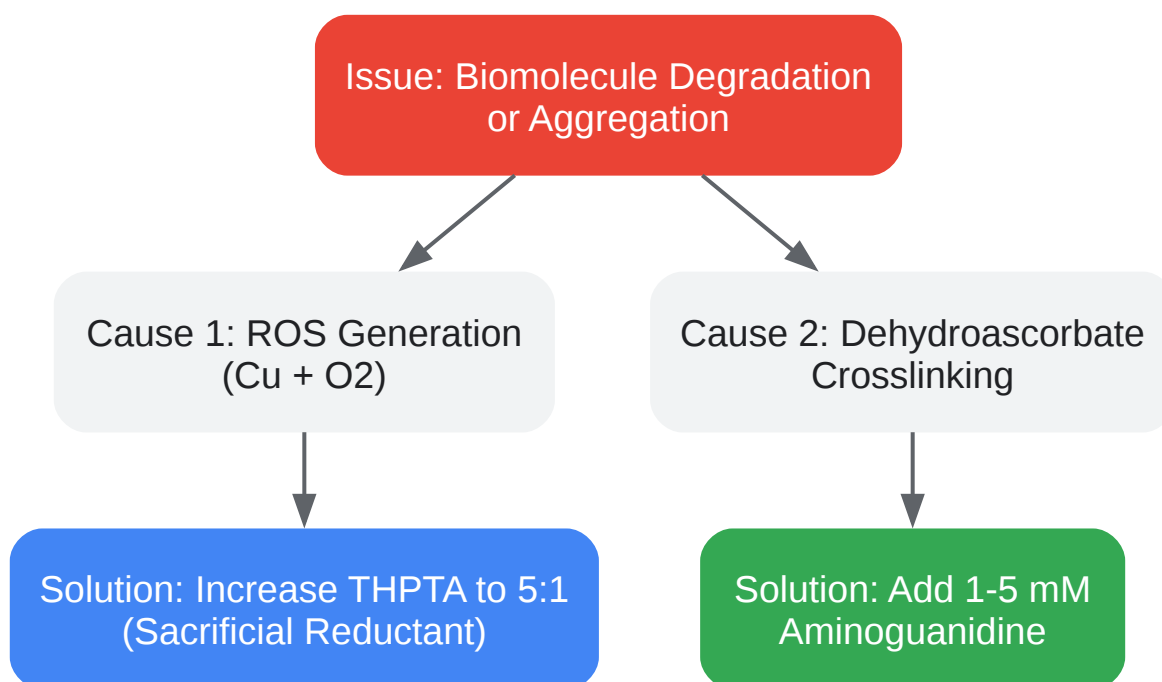 Issue: Biomolecule Degradation
or Aggregation
Cause 1: ROS Generation
(Cu + O2)
Cause 2: Dehydroascorbate
Crosslinking
Solution: Increase THPTA to 5:1
(Sacrificial Reductant)
Solution: Add 1-5 mM
Aminoguanidine